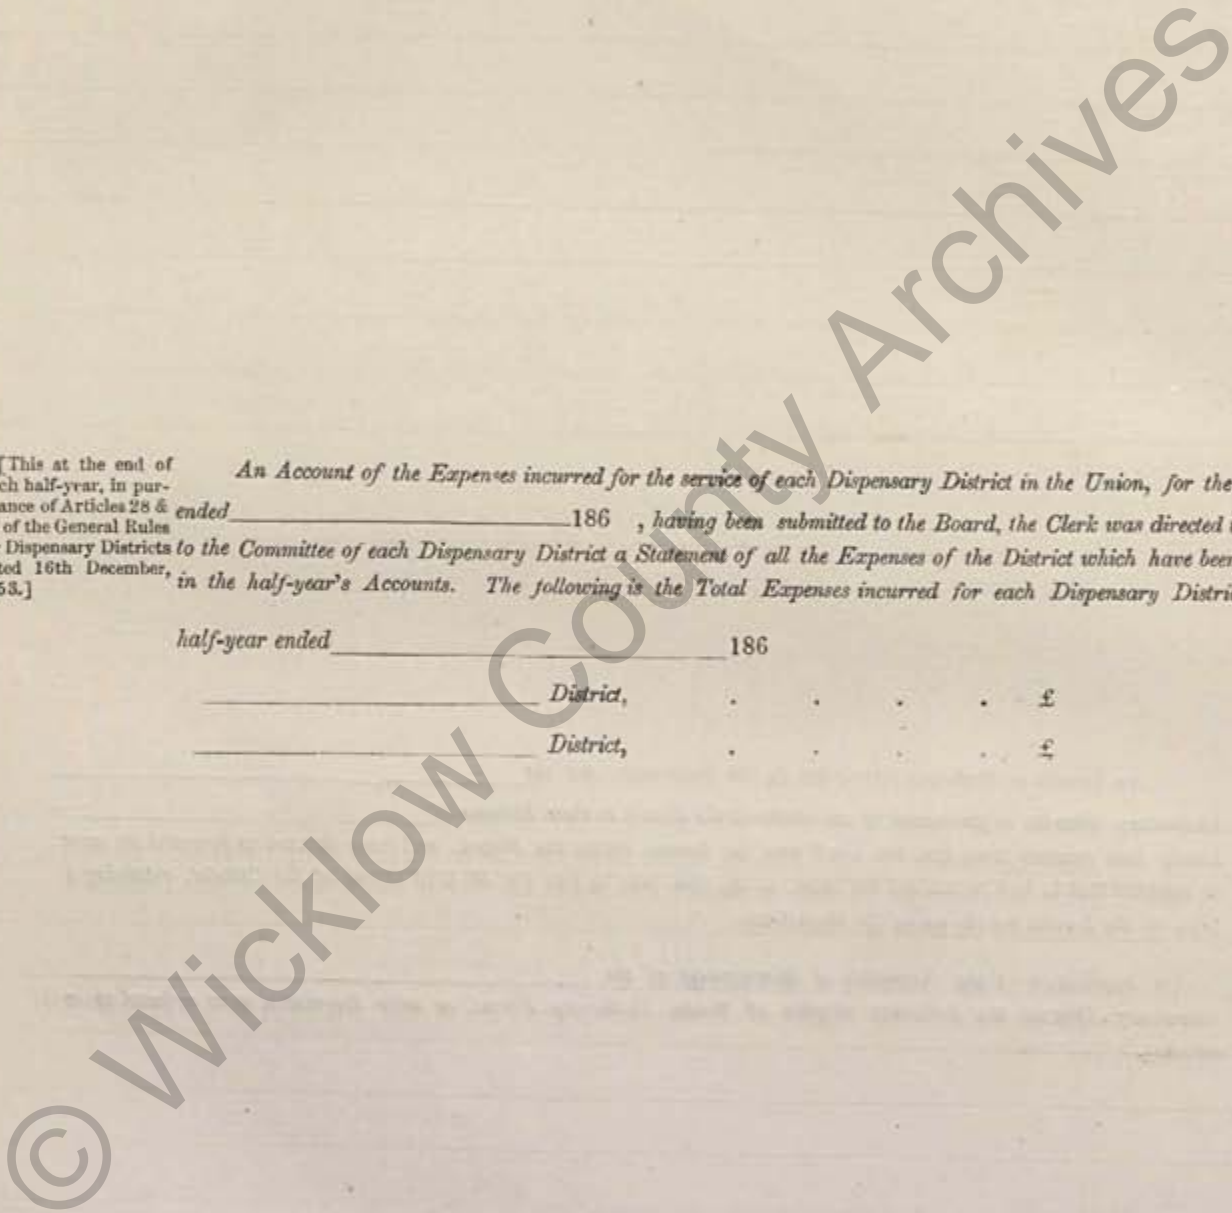 [This at the end of
ch half-year, in pur-
ance of Articles 28 &
of the General Rules
Dispensary Districts
ted 16th December,
53.]
An Account of the Expenses incurred for the service of each Dispensary District in the Union, for the
ended 186 , having been submitted to the Board, the Clerk was directed
to the Committee of each Dispensary District a Statement of all the Expenses of the District which have been
in the half-year's Accounts. The following is the Total Expenses incurred for each Dispensary Distri
half-year ended 186
District, . . . . £
District, . . . . £
© Wicklow County Archives